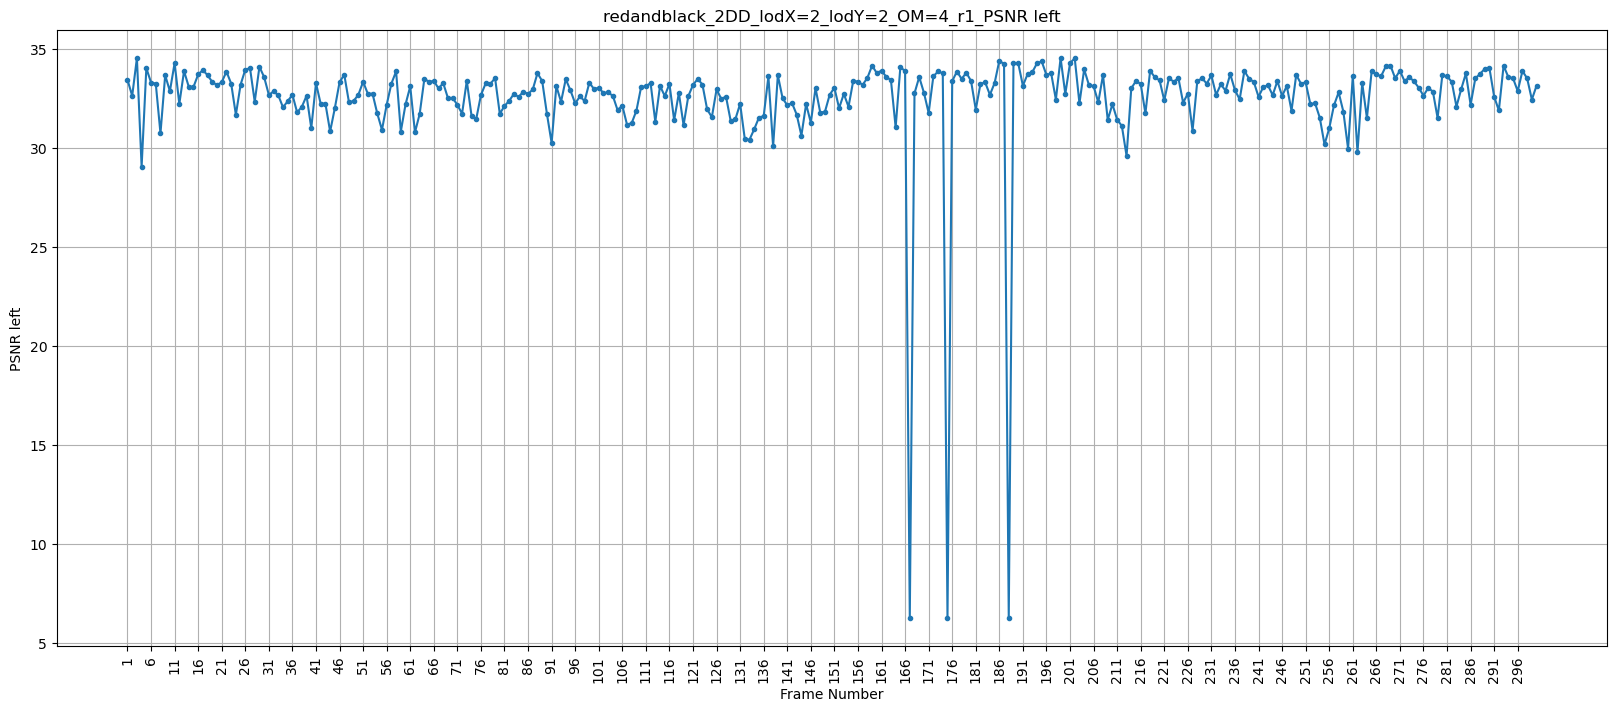 redandblack_2DD_lodX=2_lodY=2_OM=4_r1_PSNR left
35
30
25
20
15
10
5
PSNR left
1 6 11 16 21 26 31 36 41 46 51 56 61 66 71 76 81 86 91 96 101 106 111 116 121 126 131 136 141 146 151 156 161 166 171 176 181 186 191 196 201 206 211 216 221 226 231 236 241 246 251 256 261 266 271 276 281 286 291 296
Frame Number